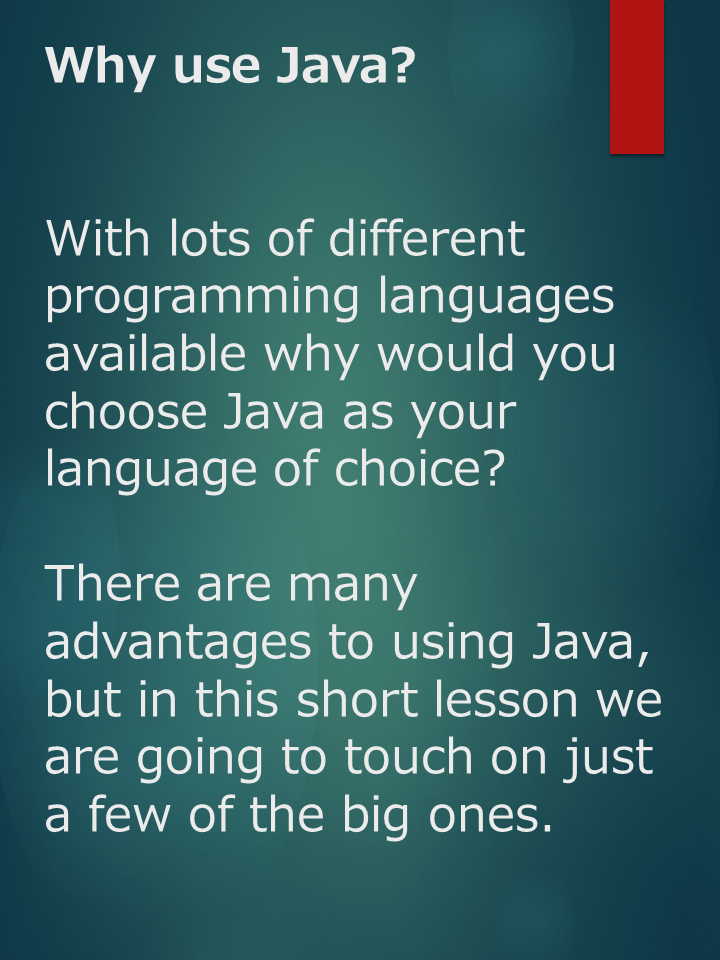 Why use Java?
With lots of different
programming languages
available why would you
choose Java as your
language of choice?
There are many
advantages to using Java,
but in this short lesson we
are going to touch on just
a few of the big ones.